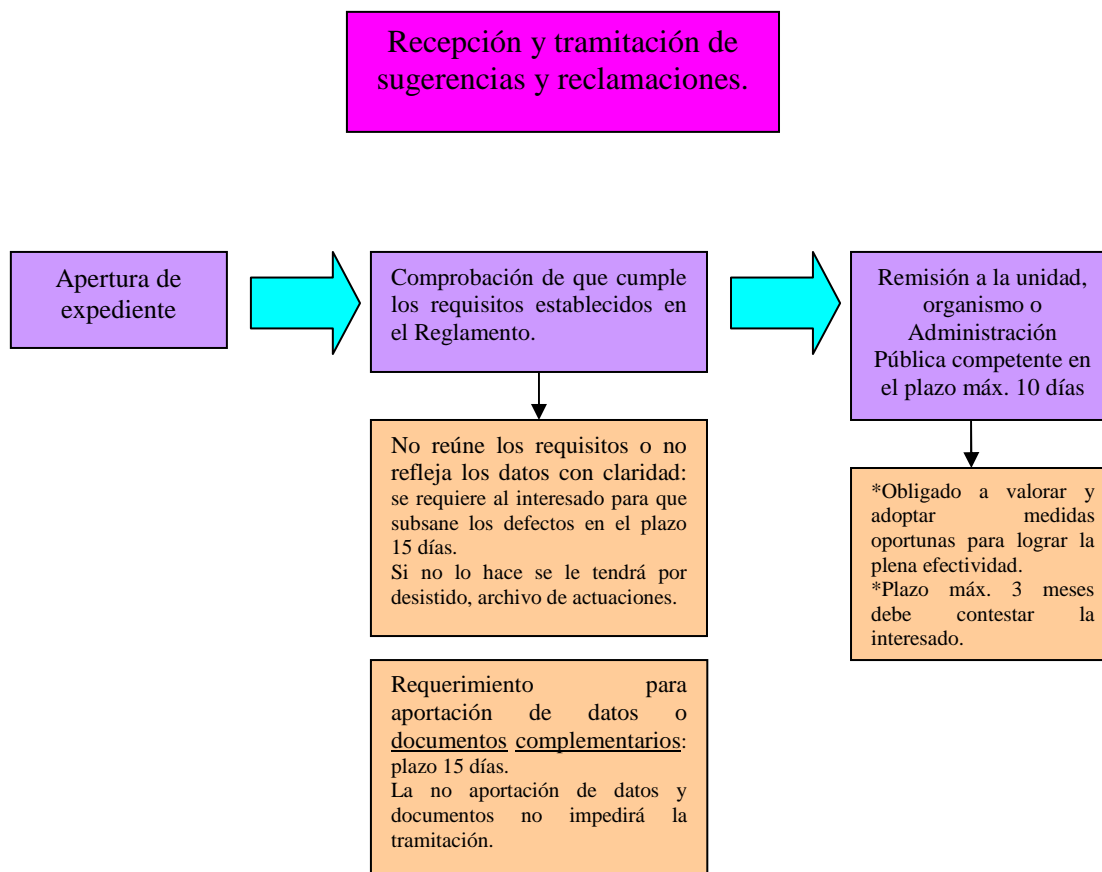 Recepción y tramitación de
sugerencias y reclamaciones.
Apertura de
expediente
Comprobación de que cumple
los requisitos establecidos en
el Reglamento.
Remisión a la unidad,
organismo o
Administración
Pública competente en
el plazo máx. 10 días
No reúne los requisitos o no
refleja los datos con claridad:
se requiere al interesado para que
subsane los defectos en el plazo
15 días.
Si no lo hace se le tendrá por
desistido, archivo de actuaciones.
*Obligado a valorar y
adoptar medidas
oportunas para lograr la
plena efectividad.
*Plazo máx. 3 meses
debe contestar la
interesado.
Requerimiento para
aportación de datos o
documentos complementarios:
plazo 15 días.
La no aportación de datos y
documentos no impedirá la
tramitación.